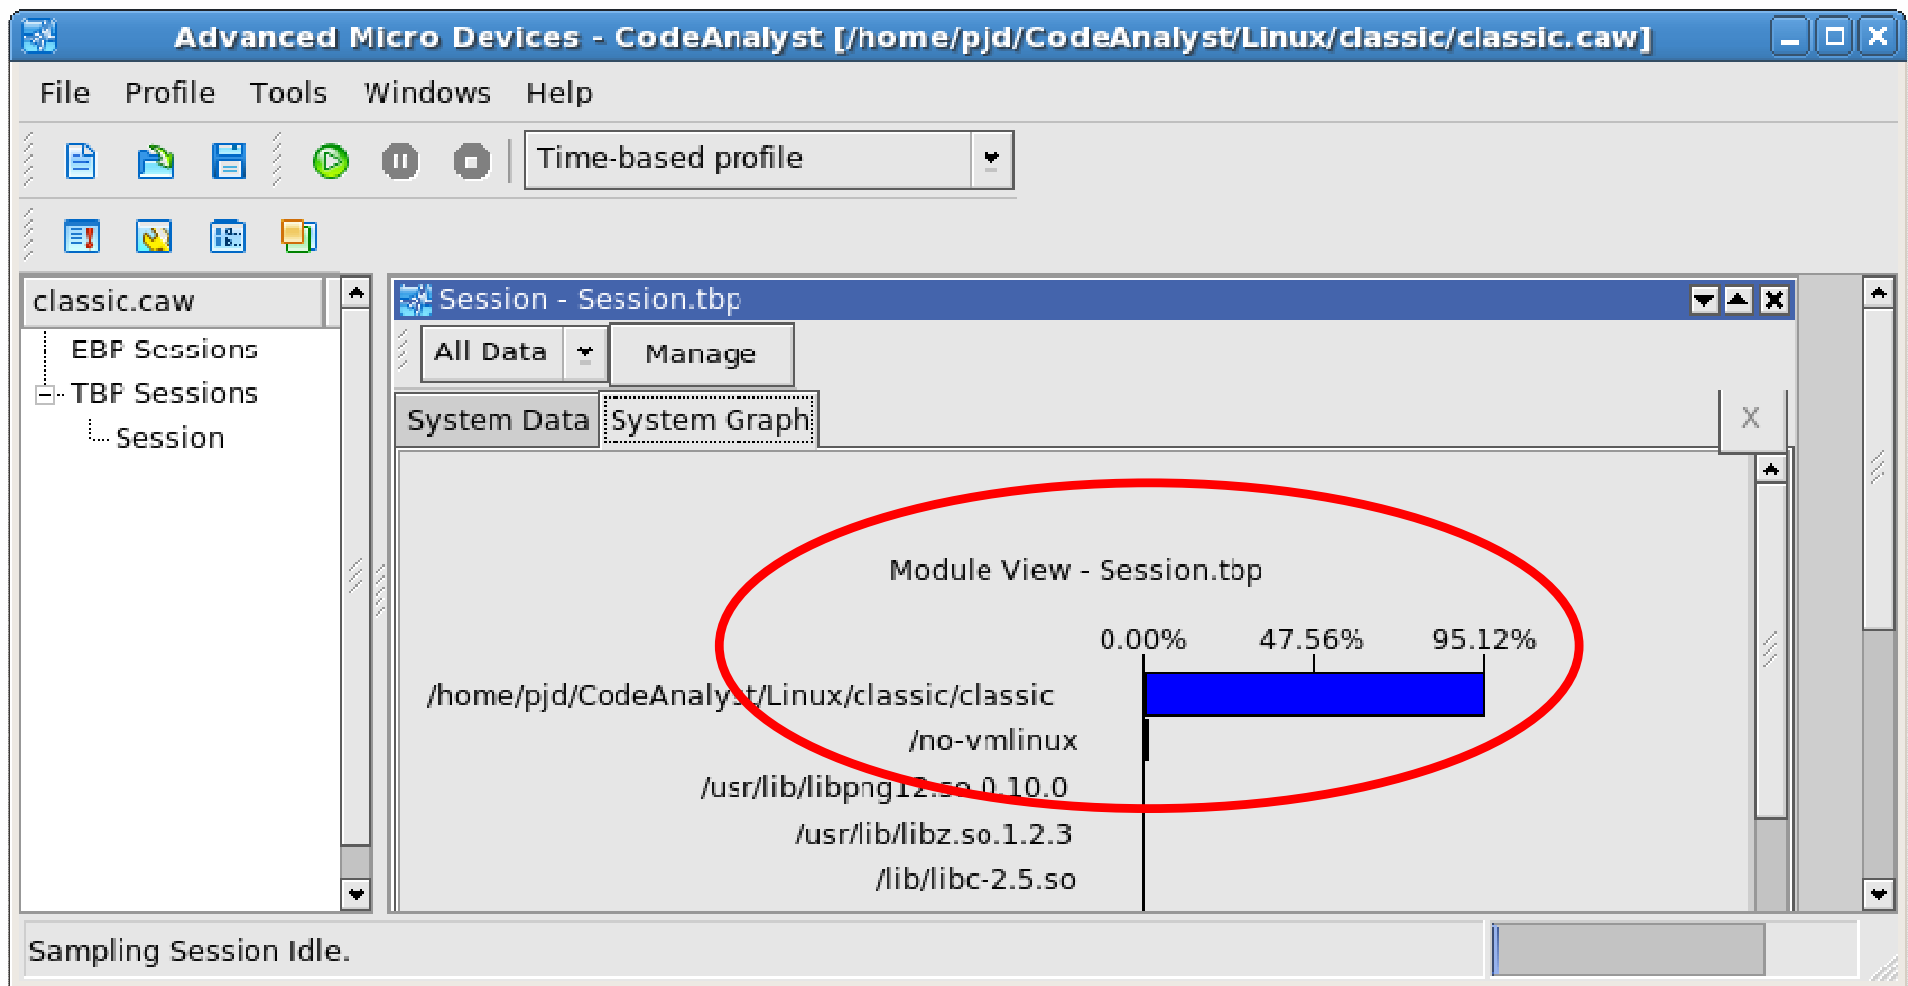 Advanced Micro Devices - CodeAnalyst [/home/pjd/CodeAnalyst/Linux/classic/classic.caw]
File Profile Tools Windows Help
Time-based profile
classic.caw
EBP Sessions
TBP Sessions
Session
Session - Session.tbp
All Data Manage
System Data System Graph X
Module View - Session.tbp
0.00% 47.56% 95.12%
/home/pjd/CodeAnalyst/Linux/classic/classic
/no-vmlinux
/usr/lib/libpng12.so.0.10.0
/usr/lib/libz.so.1.2.3
/lib/libc-2.5.so
Sampling Session Idle.